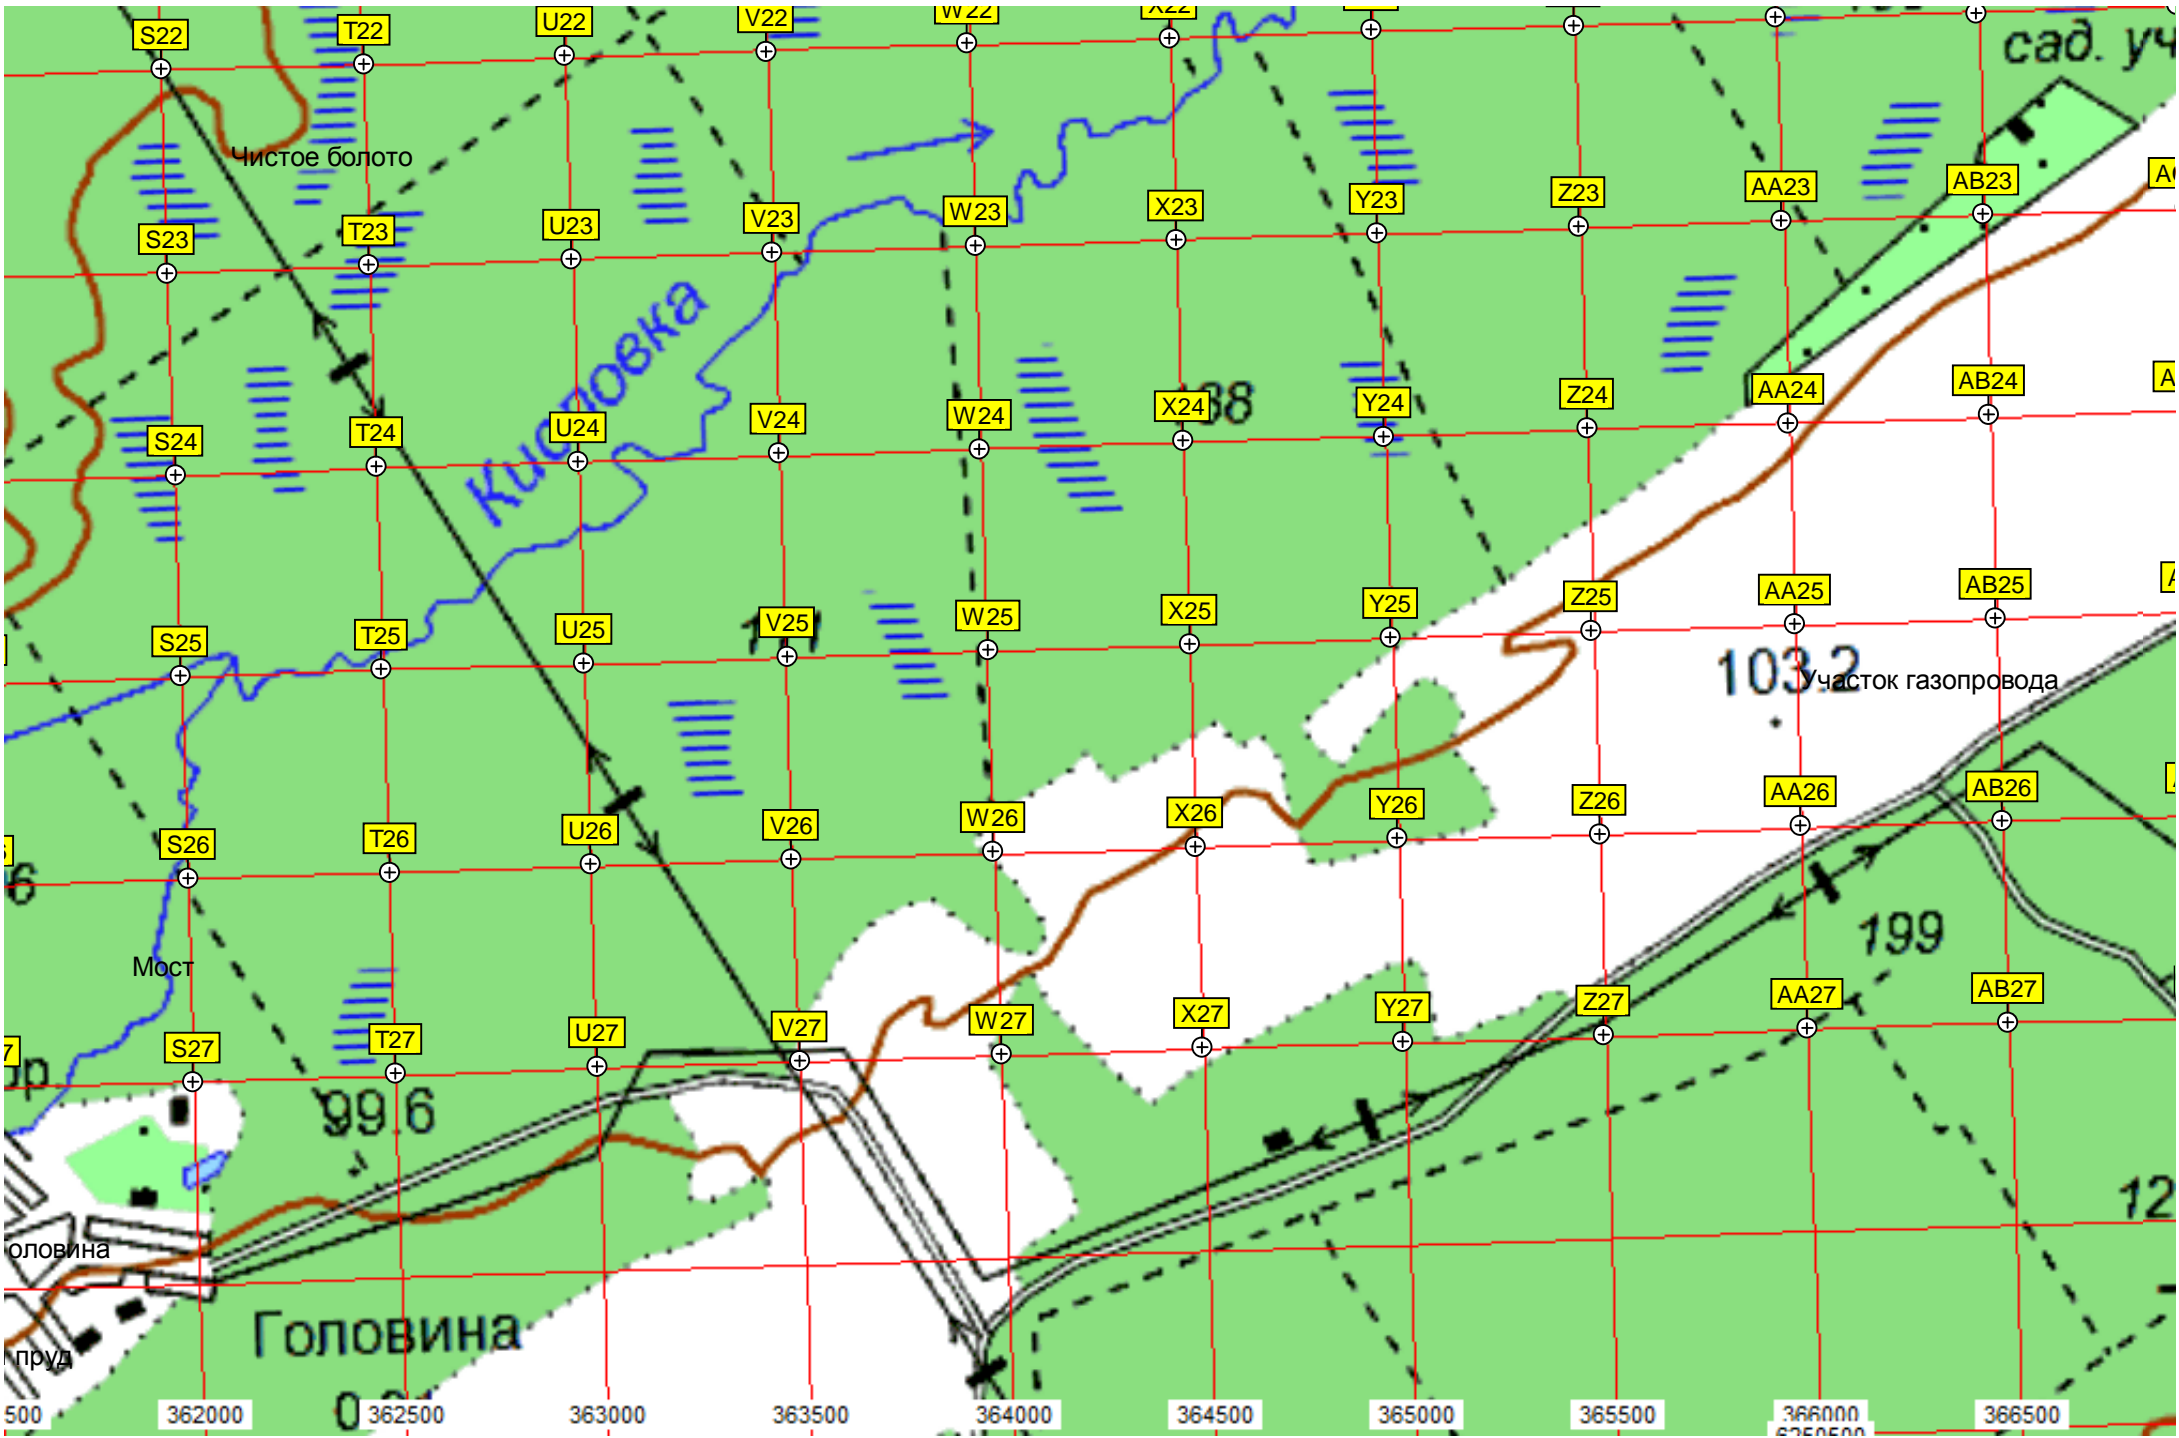 S22 T22 U22 V22 W22 X22
сад. уч
Чистое болото
S23 T23 U23 V23 W23 X23 Y23 Z23 AA23 AB23
Кисловка
S24 T24 U24 V24 W24 X24 Y24 Z24 AA24 AB24
S25 T25 U25 V25 W25 X25 Y25 Z25 AA25 AB25
103.2
Участок газопровода
S26 T26 U26 V26 W26 X26 Y26 Z26 AA26 AB26
6
199
Мост
S27 T27 U27 V27 W27 X27 Y27 Z27 AA27 AB27
99.6
12
оловина
Головина
пруд
500 362000 362500 363000 363500 364000 364500 365000 365500 366000 366500
6250500